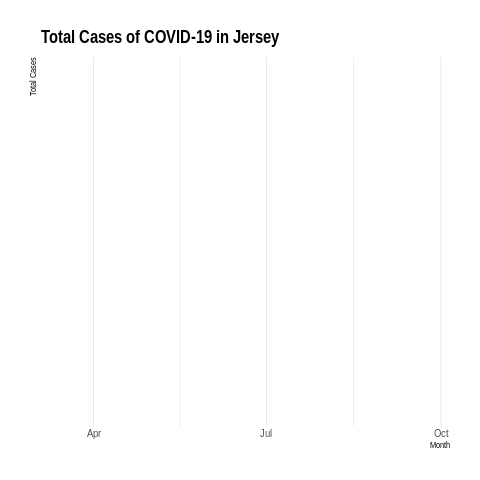 Total Cases of COVID-19 in Jersey
Total Cases
Apr
Jul
Oct
Month